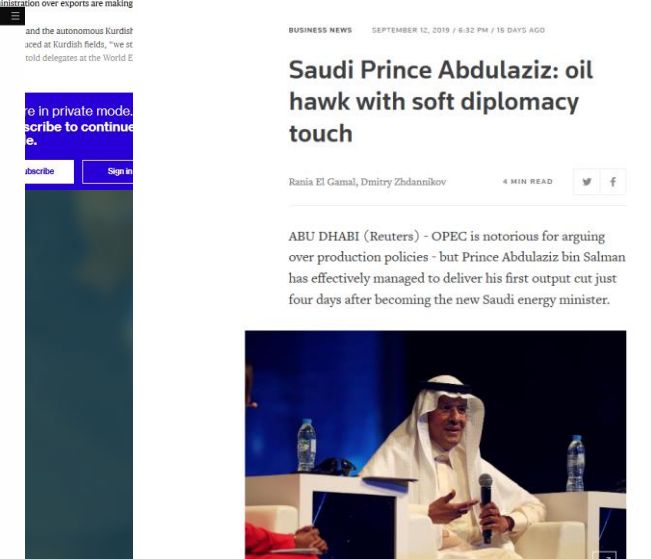 inistration over exports are making
and the autonomous Kurdish
uced at Kurdish fields, "we st
told delegates at the World E
re in private mode.
scribe to continue
e.
ubscribe
Sign in
BUSINESS NEWS SEPTEMBER 12, 2019 / 6:32 PM / 15 DAYS AGO
Saudi Prince Abdulaziz: oil
hawk with soft diplomacy
touch
Rania El Gamal, Dmitry Zhdannikov 4 MIN READ
ABU DHABI (Reuters) - OPEC is notorious for arguing
over production policies - but Prince Abdulaziz bin Salman
has effectively managed to deliver his first output cut just
four days after becoming the new Saudi energy minister.